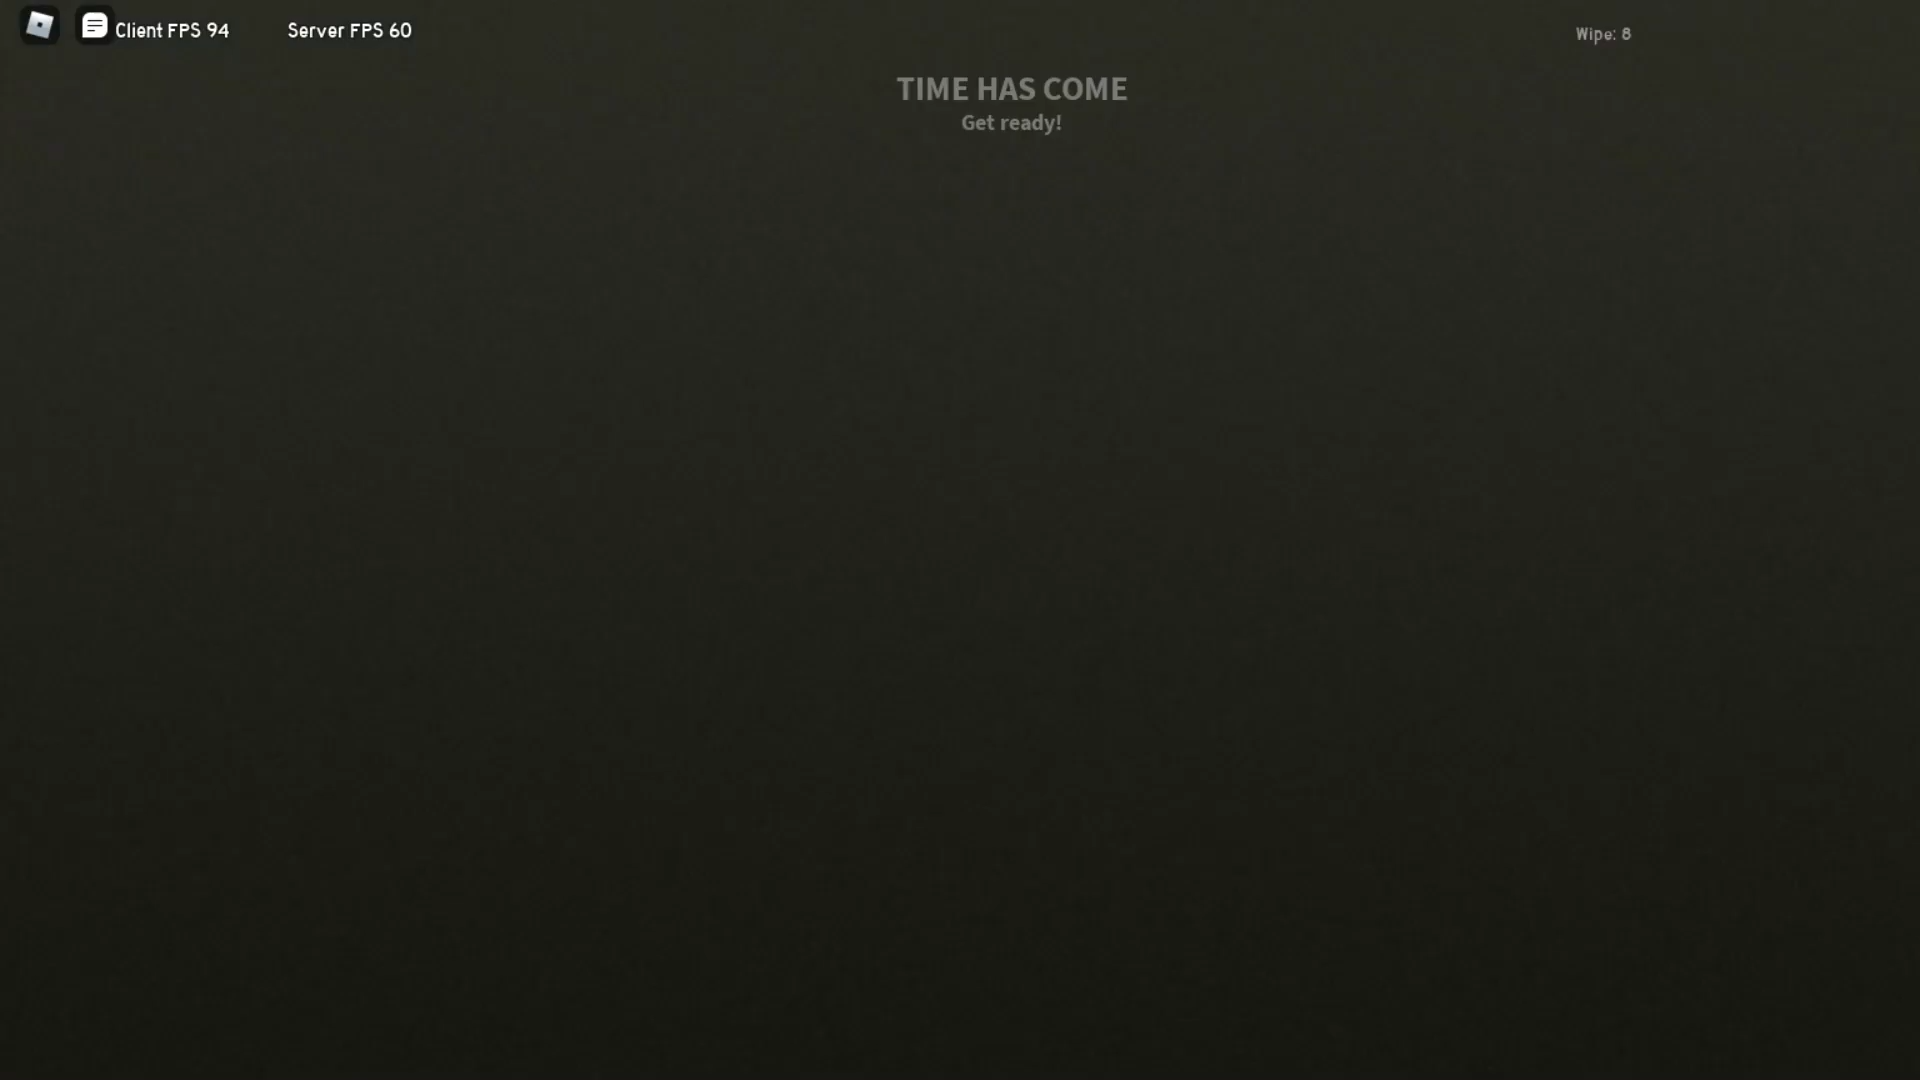 Client FPS 94
Server FPS 60
Wipe: 8
TIME HAS COME
Get ready!